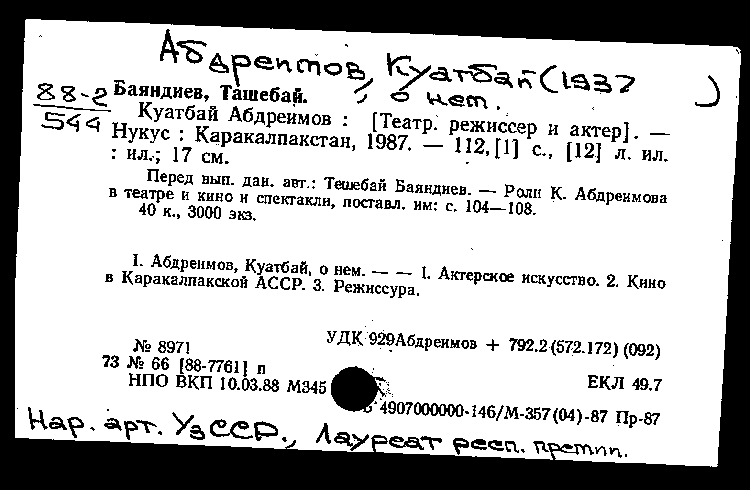 Абдреимов, Куатбай (1937 )
, о нем.
88-2
544
Баяндиев, Ташебай.
Куатбай Абдреимов : [Театр. режиссер и актер]. —
Нукус : Каракалпакстан, 1987. — 112,[1] с., [12] л. ил.
: ил.; 17 см.
Перед вып. дан. авт.: Тешебай Баяндиев. — Роли К. Абдреимова
в театре и кино и спектакли, поставл. им: с. 104—108.
40 к., 3000 экз.
1. Абдреимов, Куатбай, о нем. — — 1. Актерское искусство. 2. Кино
в Каракалпакской АССР. 3. Режиссура.
УДК 929Абдреимов + 792.2(572.172)(092)
№ 8971
73 № 66 [88-7761] п
НПО ВКП 10.03.88 М345
ЕКЛ 49.7
4907000000-146/М-357(04)-87 Пр-87
Нар. арт. УзССР., Лауреат респ. премии.